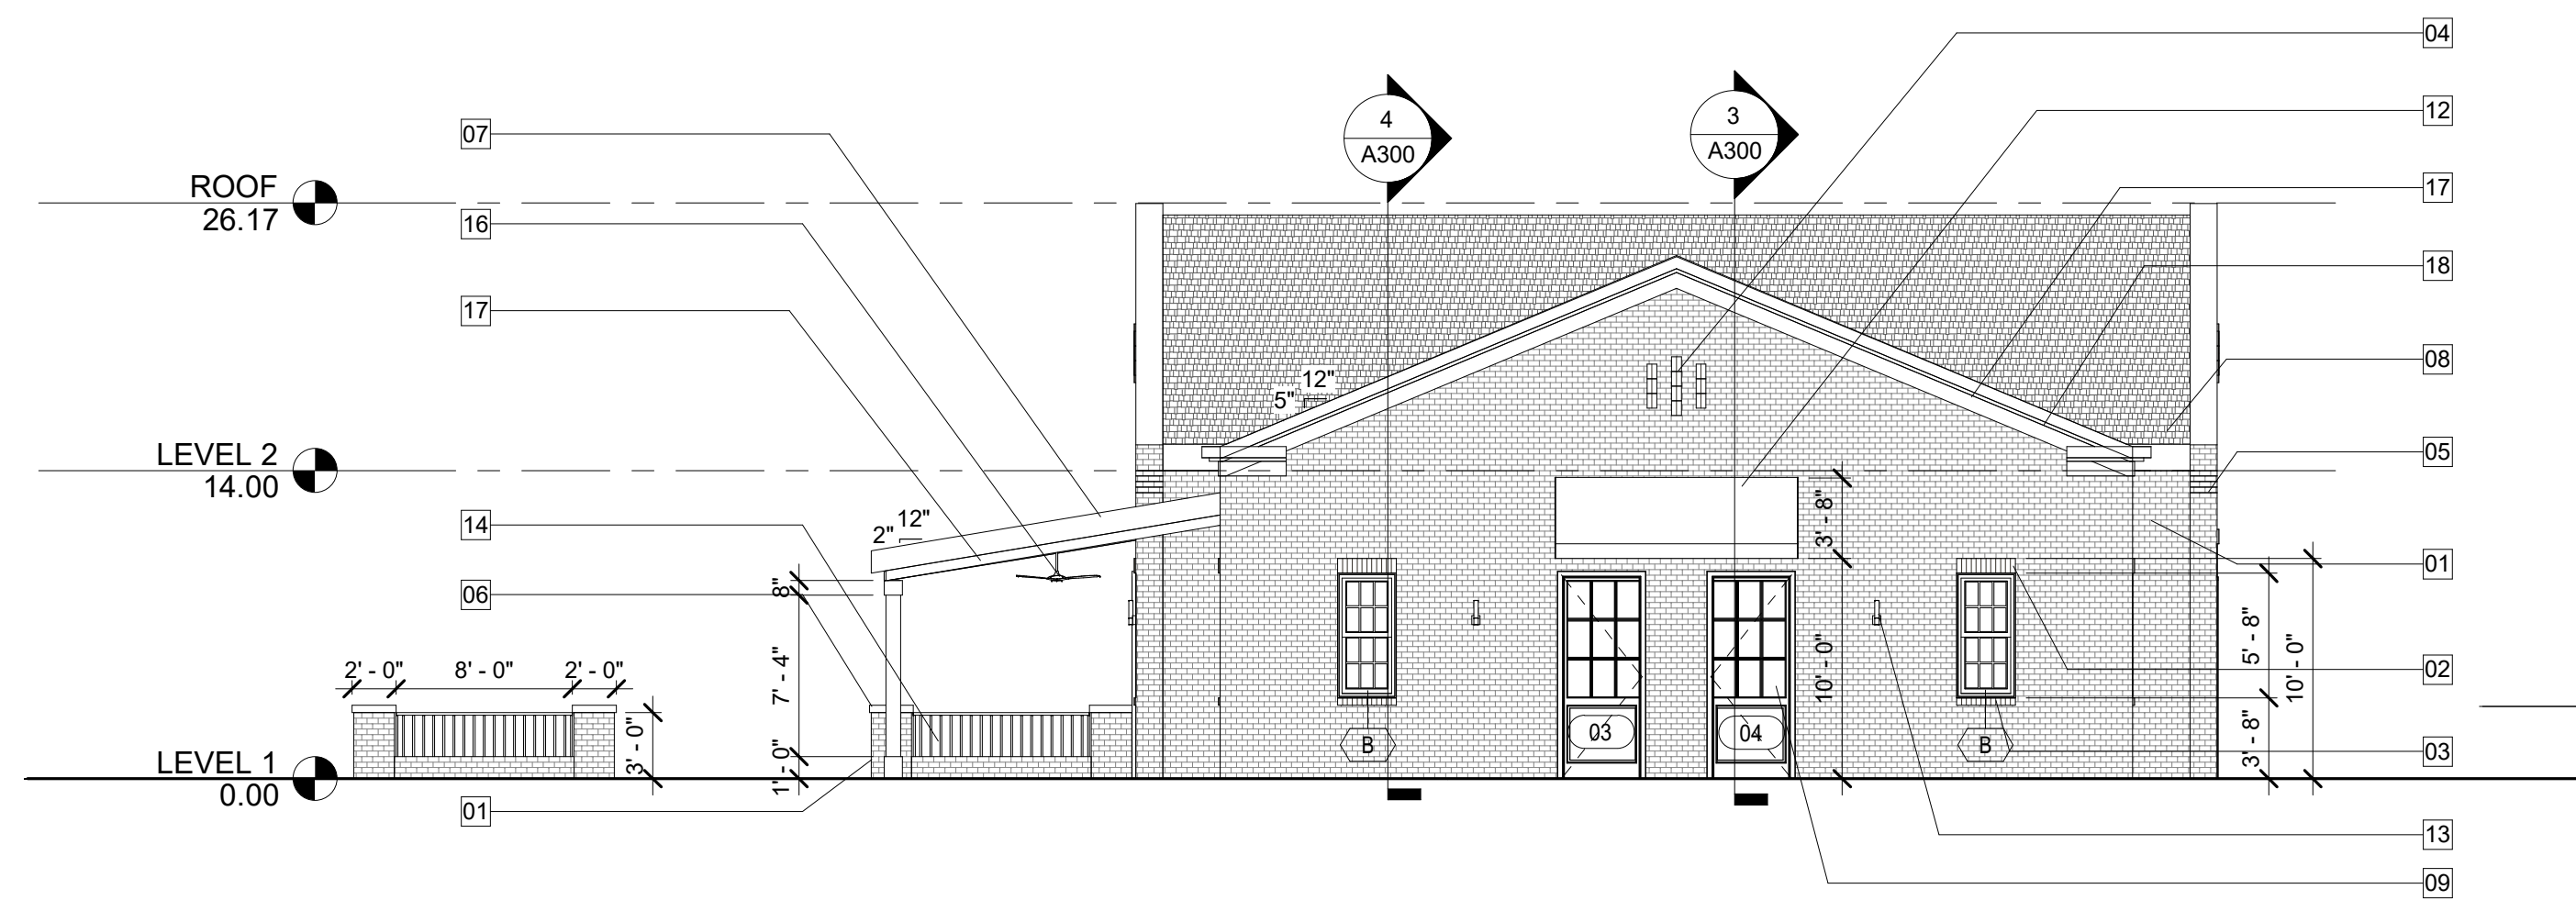 04
4
A300
3
A300
12
07
ROOF
26.17
16
17
18
17
08
12"
5"
LEVEL 2
14.00
05
14
12"
2"
3' - 8"
01
06
8"
2' - 0"
8' - 0"
2' - 0"
7' - 4"
10' - 0"
5' - 8"
10' - 0"
02
3' - 0"
1' - 0"
LEVEL 1
0.00
03
04
B
B
3' - 8"
03
01
13
09